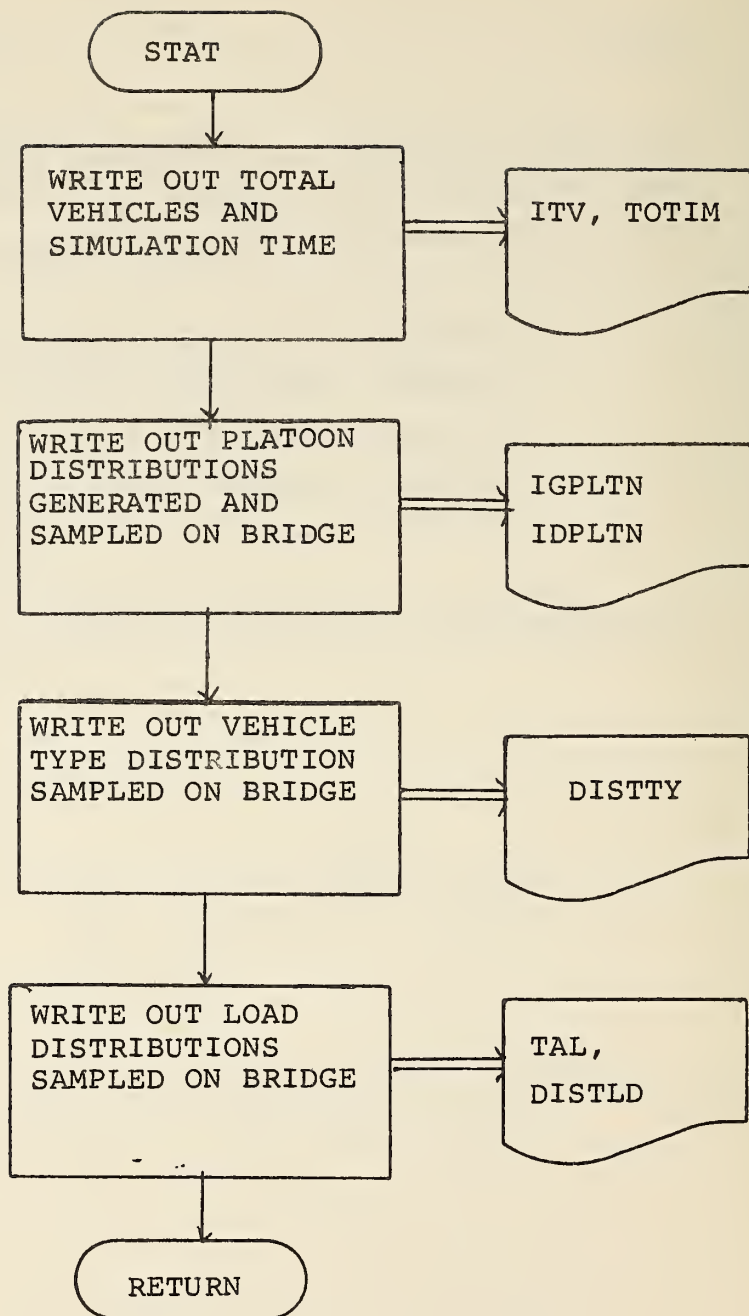 STAT
WRITE OUT TOTAL
VEHICLES AND
SIMULATION TIME
ITV, TOTIM
WRITE OUT PLATOON
DISTRIBUTIONS
GENERATED AND
SAMPLED ON BRIDGE
IGPLTN
IDPLTN
WRITE OUT VEHICLE
TYPE DISTRIBUTION
SAMPLED ON BRIDGE
DISTTY
WRITE OUT LOAD
DISTRIBUTIONS
SAMPLED ON BRIDGE
TAL,
DISTLD
RETURN